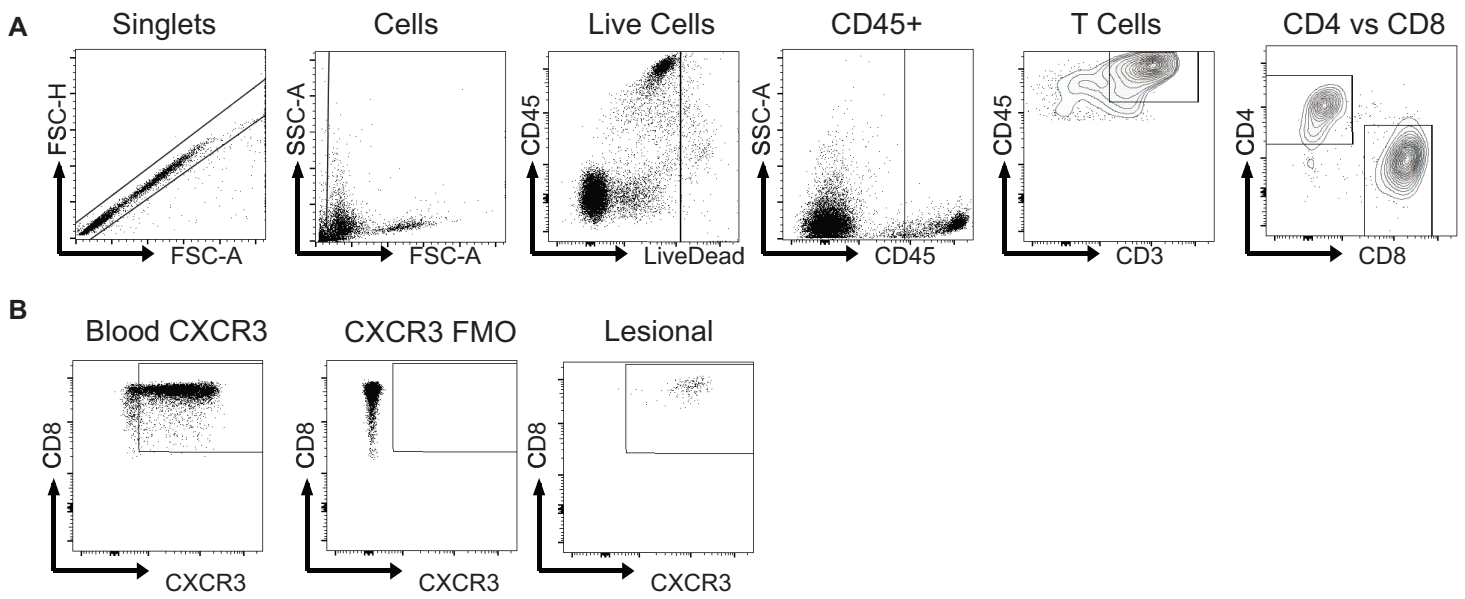 A
Singlets
Cells
Live Cells
CD45+
T Cells
CD4 vs CD8
FSC-H
FSC-A
SSC-A
FSC-A
CD45
LiveDead
SSC-A
CD45
CD45
CD3
CD4
CD8
B
Blood CXCR3
CXCR3 FMO
Lesional
CD8
CXCR3
CD8
CXCR3
CD8
CXCR3